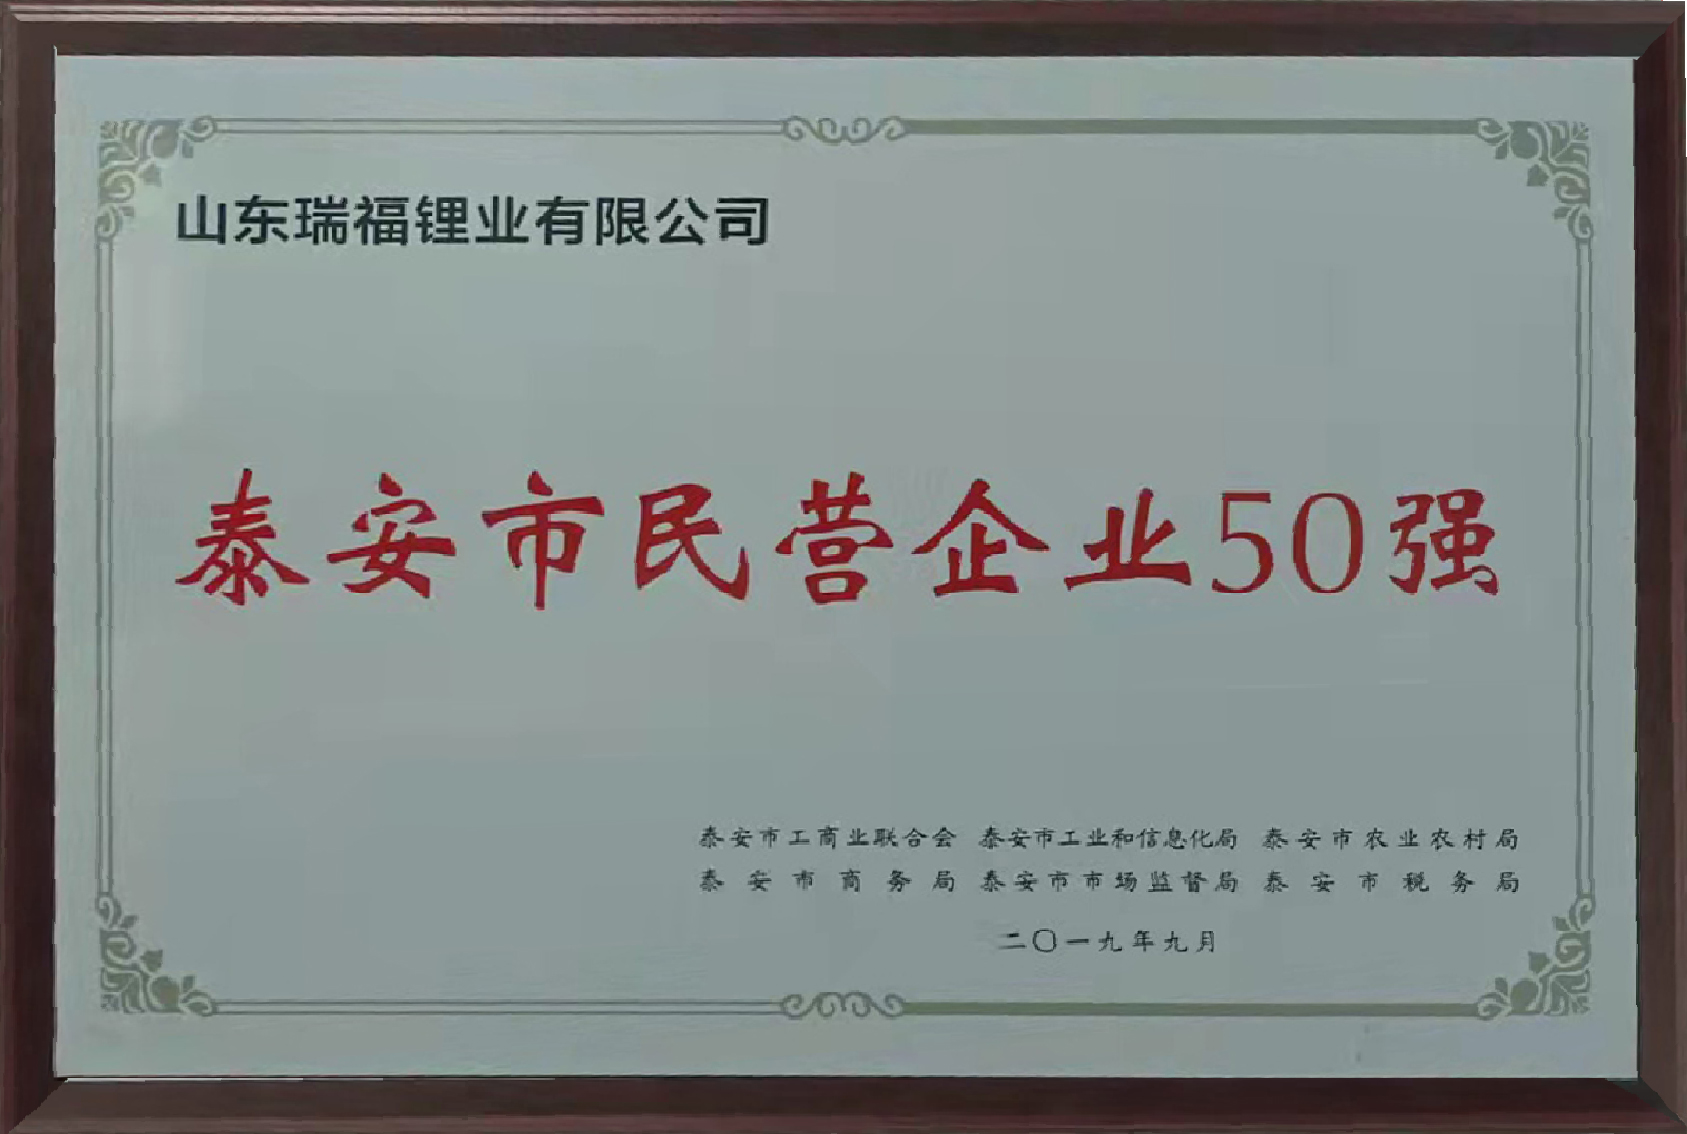 山东瑞福锂业有限公司
泰安市民营企业50强
泰安市工商业联合会 泰安市工业和信息化局 泰安市农业农村局
泰安市商务局 泰安市市场监督局 泰安市税务局
二〇一九年九月